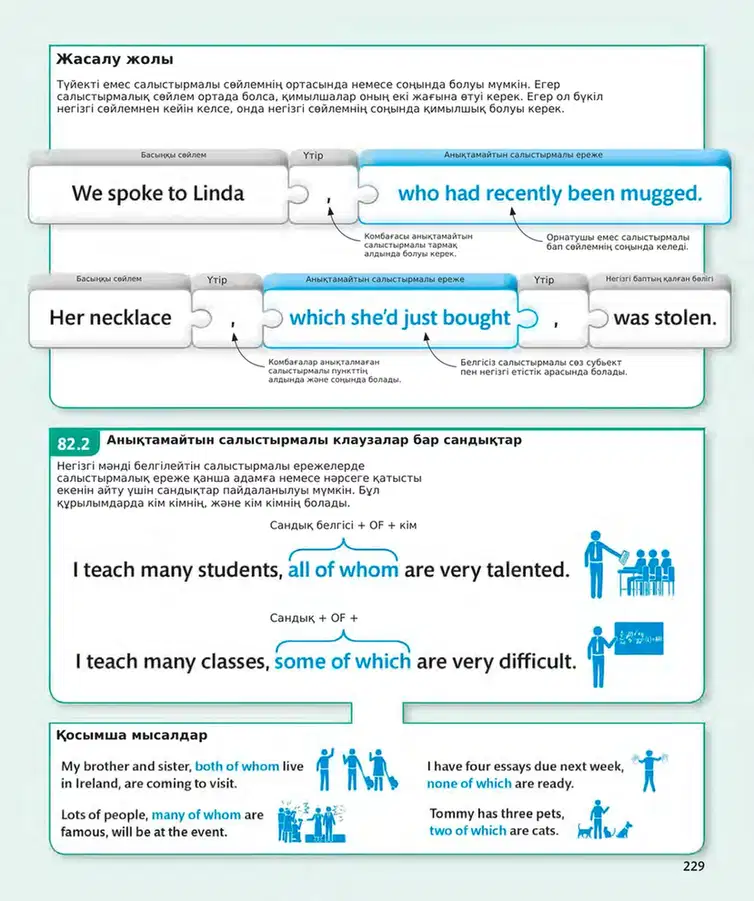 Жасалу жолы
Түйекті емес салыстырмалы сөйлемнің ортасында немесе соңында болуы мүмкін. Егер
салыстырмалық сөйлем ортада болса, қимылшалар оның екі жағына өтуі керек. Егер ол бүкіл
негізгі сөйлемнен кейін келсе, онда негізгі сөйлемнің соңында қимылшық болуы керек.
Басыңқы сөйлем Үтір Анықтамайтын салыстырмалы ереже
We spoke to Linda , who had recently been mugged.
Комбағасы анықтамайтын
салыстырмалы тармақ
алдында болуы керек.
Орнатушы емес салыстырмалы
бап сөйлемнің соңында келеді.
Басыңқы сөйлем Үтір Анықтамайтын салыстырмалы ереже Үтір Негізгі баптың қалған бөлігі
Her necklace , which she'd just bought , was stolen.
Комбағалар анықталмаған
салыстырмалы пункттің
алдында және соңында болады.
Белгісіз салыстырмалы сөз субьект
пен негізгі етістік арасында болады.
82.2 Анықтамайтын салыстырмалы клаузалар бар сандықтар
Негізгі мәнді белгілейтін салыстырмалы ережелерде
салыстырмалық ереже қанша адамға немесе нәрсеге қатысты
екенін айту үшін сандықтар пайдаланылуы мүмкін. Бұл
құрылымдарда кім кімнің, және кім кімнің болады.
Сандық белгісі + OF + кім
I teach many students, all of whom are very talented.
Сандық + OF +
I teach many classes, some of which are very difficult.
Қосымша мысалдар
My brother and sister, both of whom live
in Ireland, are coming to visit.
Lots of people, many of whom are
famous, will be at the event.
I have four essays due next week,
none of which are ready.
Tommy has three pets,
two of which are cats.
229